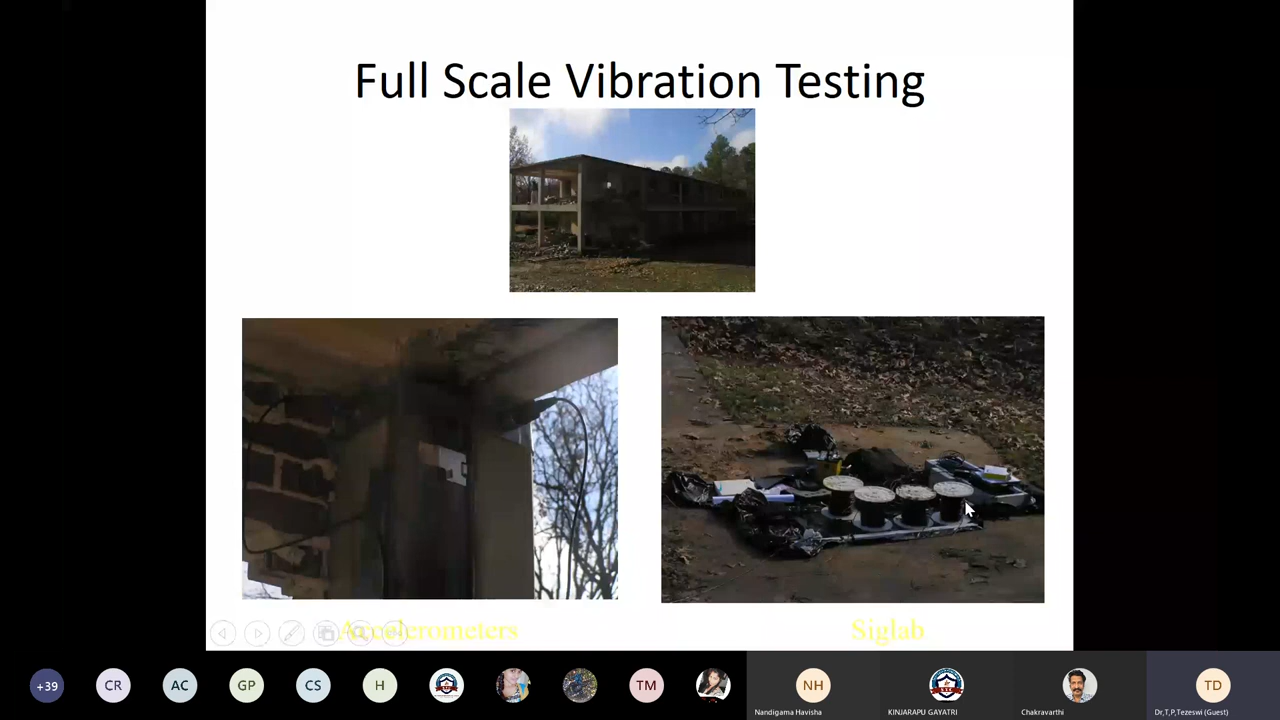 Full Scale Vibration Testing
Accelerometers
Siglab
+39
CR
AC
GP
CS
H
TM
NH
TD
Nandigama Havisha
KINJARAPU GAYATRI
Chakravarthi
Dr,T,P,Tezeswi (Guest)